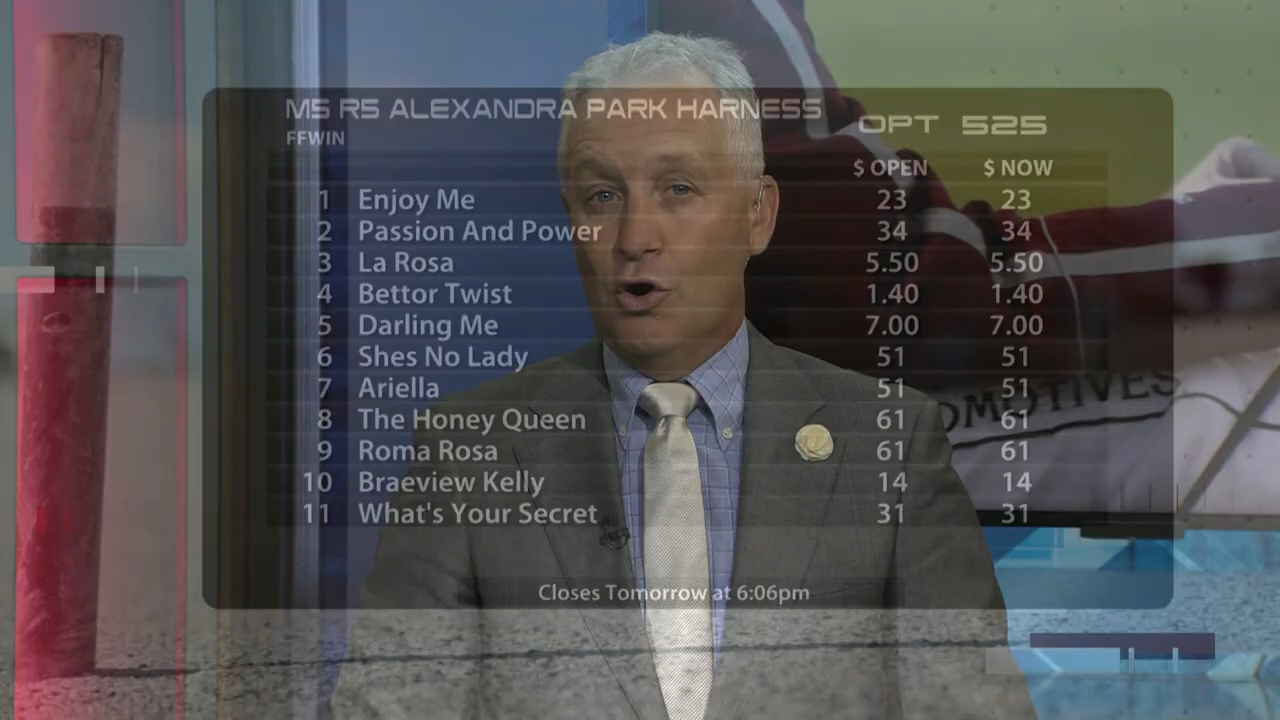 M5 R5 ALEXANDRA PARK HARNESS OPT 525
FFWIN
$ OPEN $ NOW
1 Enjoy Me 23 23
2 Passion And Power 34 34
3 La Rosa 5.50 5.50
4 Bettor Twist 1.40 1.40
5 Darling Me 7.00 7.00
6 Shes No Lady 51 51
7 Ariella 51 51
8 The Honey Queen 61 61
9 Roma Rosa 61 61
10 Braeview Kelly 14 14
11 What's Your Secret 31 31
Closes Tomorrow at 6:06pm